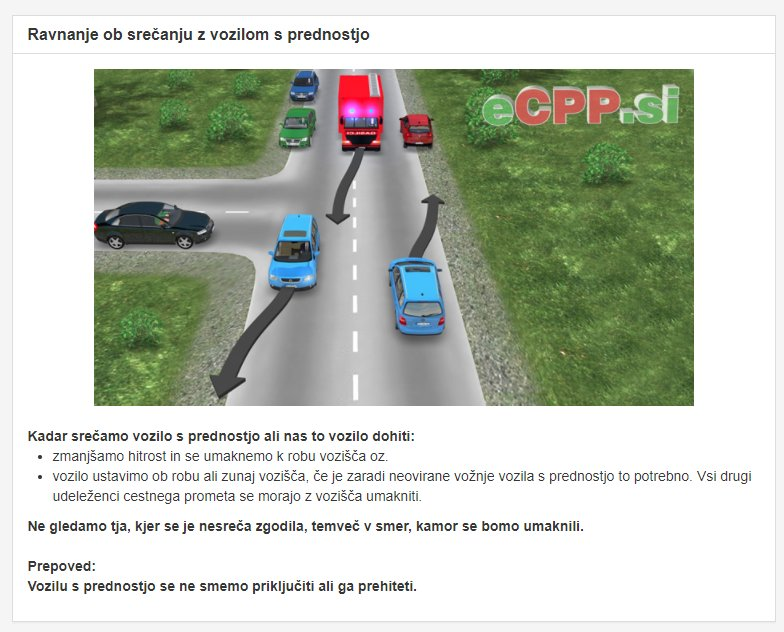 Ravnanje ob srečanju z vozilom s prednostjo
eCPP.si
Kadar srečamo vozilo s prednostjo ali nas to vozilo dohiti:
• zmanjšamo hitrost in se umaknemo k robu vozišča oz.
• vozilo ustavimo ob robu ali zunaj vozišča, če je zaradi neovirane vožnje vozila s prednostjo to potrebno. Vsi drugi
udeleženci cestnega prometa se morajo z vozišča umakniti.
Ne gledamo tja, kjer se je nesreča zgodila, temveč v smer, kamor se bomo umaknili.
Prepoved:
Vozilu s prednostjo se ne smemo priključiti ali ga prehiteti.